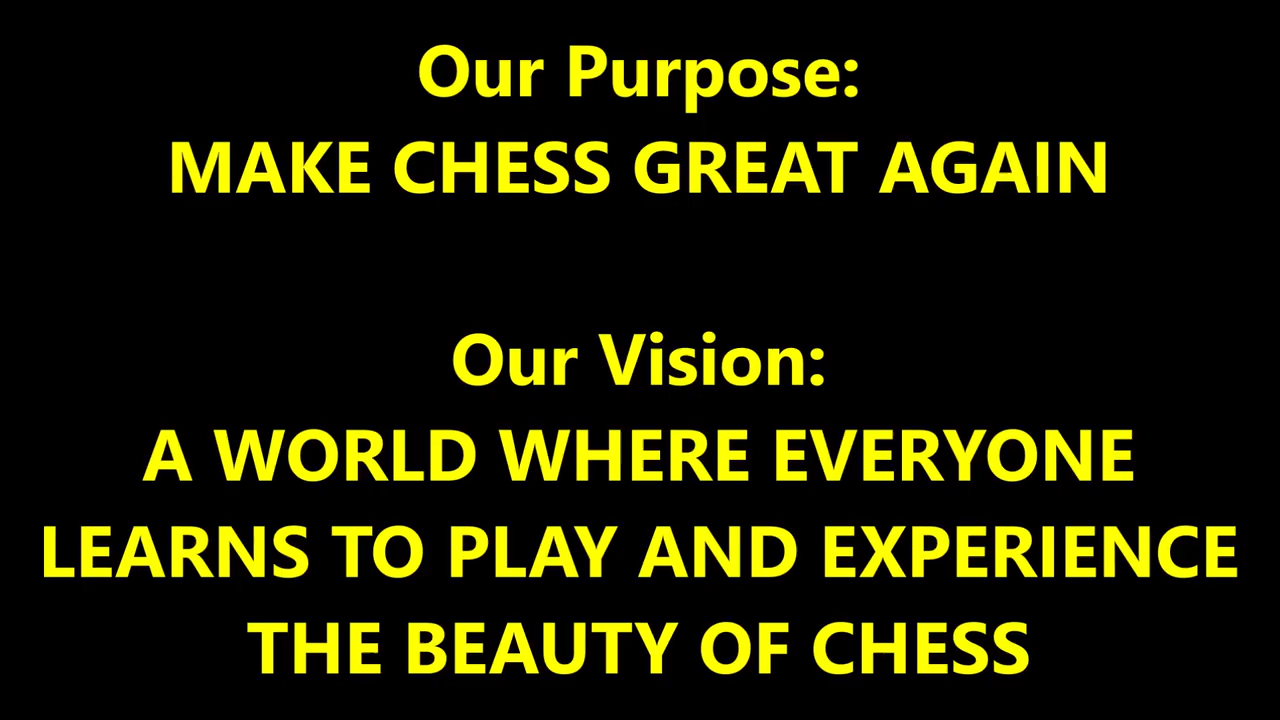 Our Purpose:
MAKE CHESS GREAT AGAIN
Our Vision:
A WORLD WHERE EVERYONE
LEARNS TO PLAY AND EXPERIENCE
THE BEAUTY OF CHESS